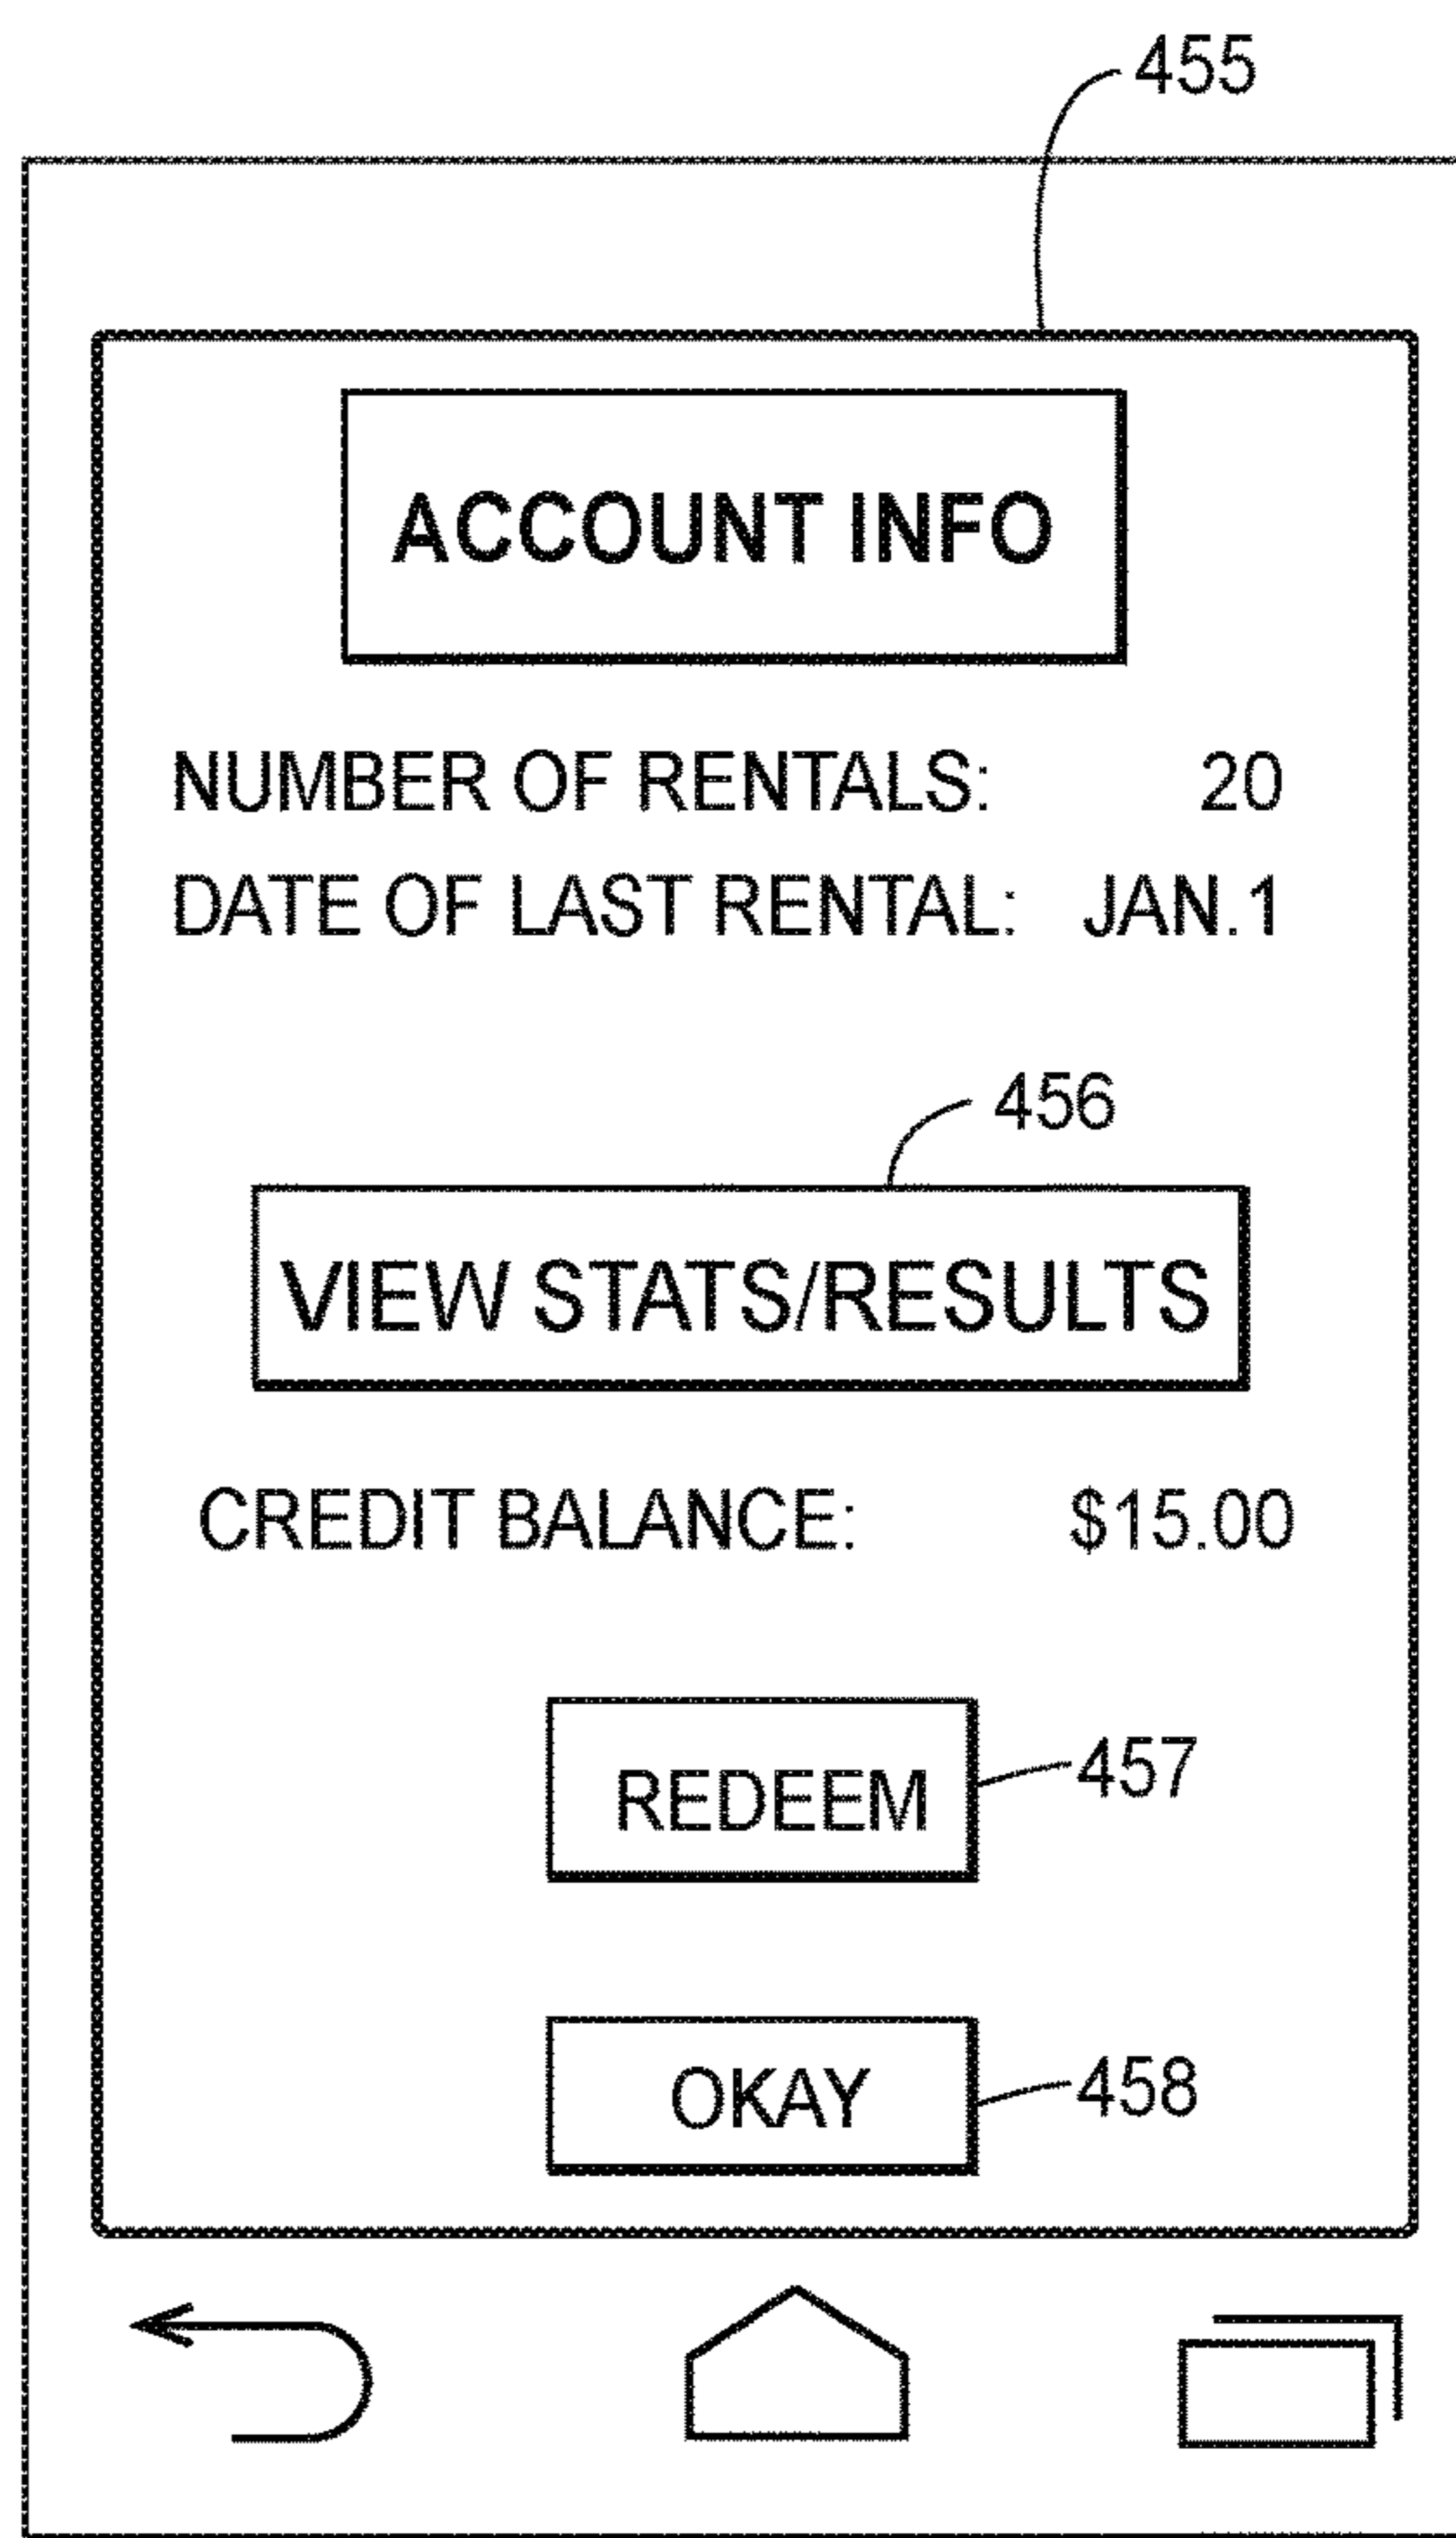 455
ACCOUNT INFO
NUMBER OF RENTALS: 20
DATE OF LAST RENTAL: JAN.1
456
VIEW STATS/RESULTS
CREDIT BALANCE: $15.00
REDEEM 457
OKAY 458